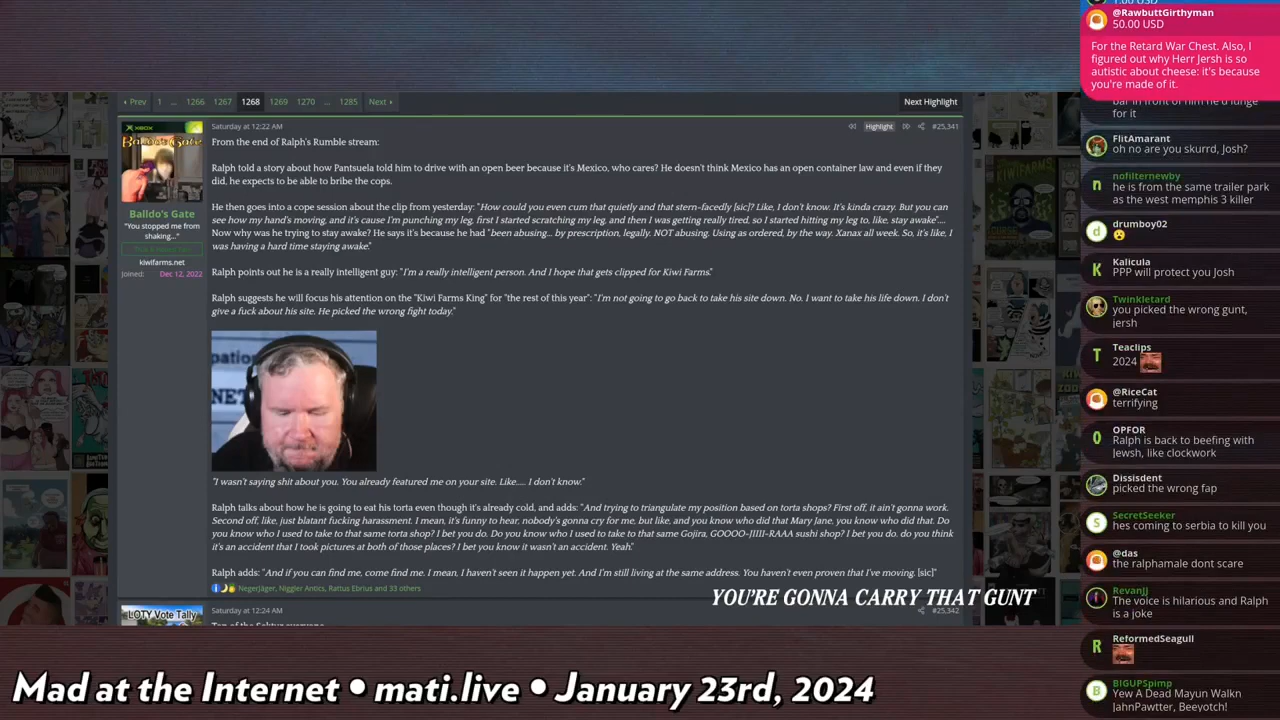 1.00 USD
@RawbuttGirthyman
50.00 USD
For the Retard War Chest. Also, I
figured out why Herr Jersh is so
autistic about cheese: it's because
you're made of it.
bar in front of him he'd lunge
for it
FlitAmarant
oh no are you skurrd, Josh?
nofilternewby
he is from the same trailer park
as the west memphis 3 killer
drumboy02
Kalicula
PPP will protect you Josh
Twinkletard
you picked the wrong gunt,
jersh
Teaclips
2024
@RiceCat
terrifying
OPFOR
Ralph is back to beefing with
Jewsh, like clockwork
Dissisdent
picked the wrong fap
SecretSeeker
hes coming to serbia to kill you
@das
the ralphamale dont scare
RevanJJ
The voice is hilarious and Ralph
is a joke
ReformedSeagull
BIGUPSpimp
Yew A Dead Mayun Walkn
JahnPawtter, Beeyotch!
Prev 1 ... 1266 1267 1268 1269 1270 ... 1285 Next
Next Highlight
XBOX
Balldo's Gate
"You stopped me from
shaking..."
kiwifarms.net
Joined: Dec 12, 2022
Saturday at 12:22 AM
Highlight
#25,341
From the end of Ralph's Rumble stream:
Ralph told a story about how Pantsuela told him to drive with an open beer because it's Mexico, who cares? He doesn't think Mexico has an open container law and even if they
did, he expects to be able to bribe the cops.
He then goes into a cope session about the clip from yesterday: "How could you even cum that quietly and that stern-facedly [sic]? Like, I don't know. It's kinda crazy. But you can
see how my hand's moving, and it's cause I'm punching my leg, first I started scratching my leg, and then I was getting really tired, so I started hitting my leg to, like, stay awake"....
Now why was he trying to stay awake? He says it's because he had "been abusing... by prescription, legally. NOT abusing. Using as ordered, by the way. Xanax all week. So, it's like, I
was having a hard time staying awake."
Ralph points out he is a really intelligent guy: "I'm a really intelligent person. And I hope that gets clipped for Kiwi Farms."
Ralph suggests he will focus his attention on the "Kiwi Farms King" for "the rest of this year": "I'm not going to go back to take his site down. No. I want to take his life down. I don't
give a fuck about his site. He picked the wrong fight today."
"I wasn't saying shit about you. You already featured me on your site. Like.... I don't know."
Ralph talks about how he is going to eat his torta even though it's already cold, and adds: "And trying to triangulate my position based on torta shops? First off, it ain't gonna work.
Second off, like, just blatant fucking harassment. I mean, it's funny to hear, nobody's gonna cry for me, but like, and you know who did that Mary Jane, you know who did that. Do
you know who I used to take to that same torta shop? I bet you do. Do you know who I used to take to that same Gojira, GOOOO-JIIII-RAAA sushi shop? I bet you do. do you think
it's an accident that I took pictures at both of those places? I bet you know it wasn't an accident. Yeah."
Ralph adds: "And if you can find me, come find me. I mean, I haven't seen it happen yet. And I'm still living at the same address. You haven't even proven that I've moving. [sic]"
Negerjäger, Niggler Antics, Rattus Ebrius and 33 others
YOU'RE GONNA CARRY THAT GUNT
LOTY Vote Tally
Saturday at 12:24 AM
#25,342
Mad at the Internet • mati.live • January 23rd, 2024